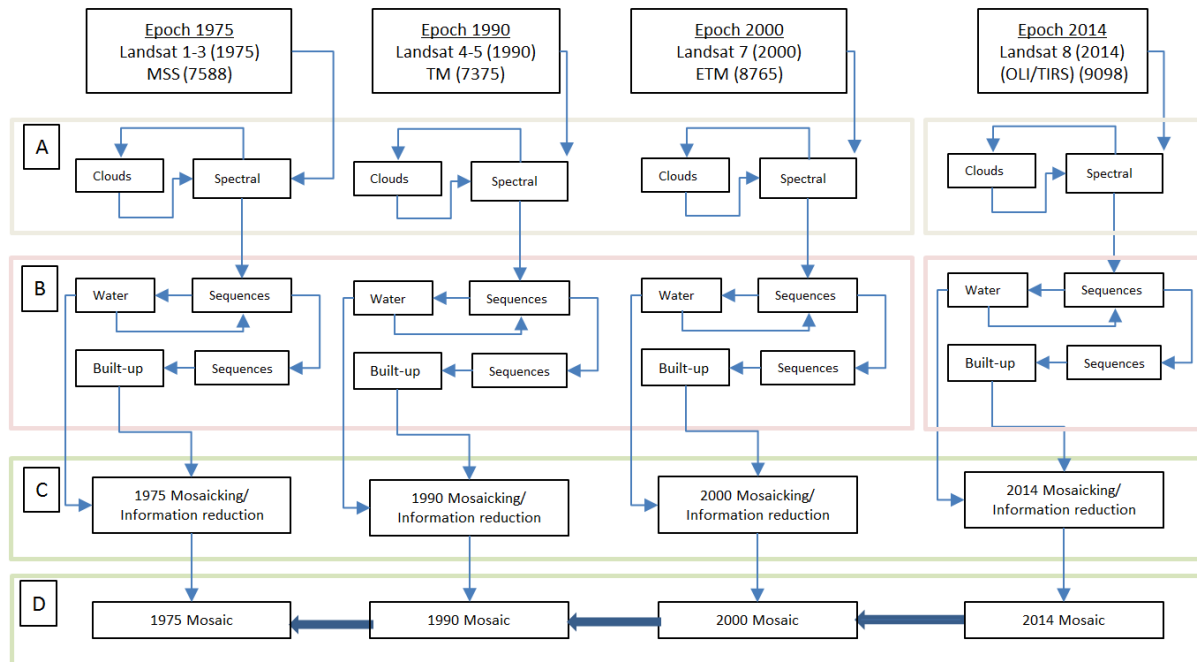 Epoch 1975
Landsat 1-3 (1975)
MSS (7588)
Epoch 1990
Landsat 4-5 (1990)
TM (7375)
Epoch 2000
Landsat 7 (2000)
ETM (8765)
Epoch 2014
Landsat 8 (2014)
(OLI/TIRS) (9098)
A
Clouds
Spectral
Clouds
Spectral
Clouds
Spectral
Clouds
Spectral
B
Water
Sequences
Water
Sequences
Water
Sequences
Water
Sequences
Built-up
Sequences
Built-up
Sequences
Built-up
Sequences
Built-up
Sequences
C
1975 Mosaicking/
Information reduction
1990 Mosaicking/
Information reduction
2000 Mosaicking/
Information reduction
2014 Mosaicking/
Information reduction
D
1975 Mosaic
1990 Mosaic
2000 Mosaic
2014 Mosaic